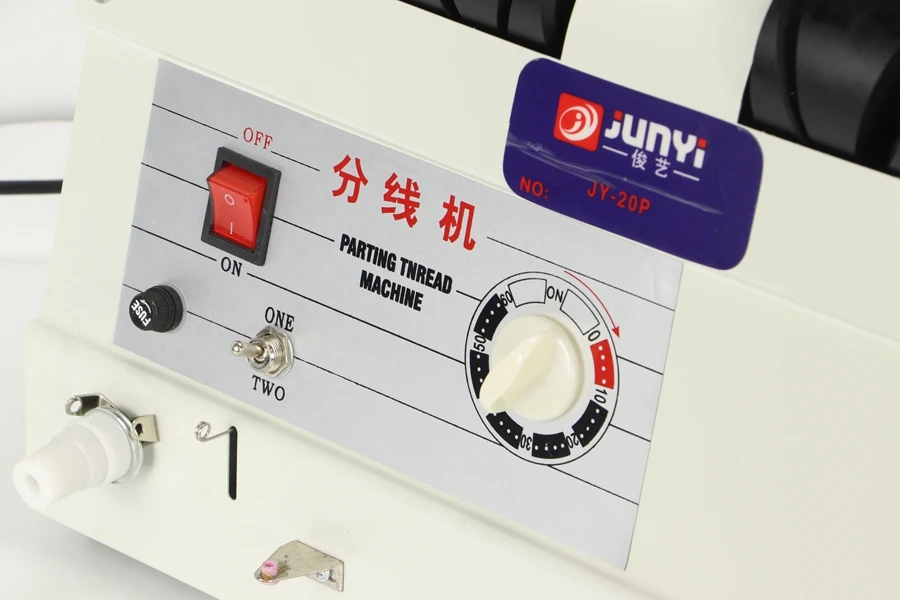 JUNYi
俊艺
NO: JY-20P
OFF
ON
分线机
PARTING TNREAD
MACHINE
FUSE
ONE
TWO
ON
0
10
20
30
50
60